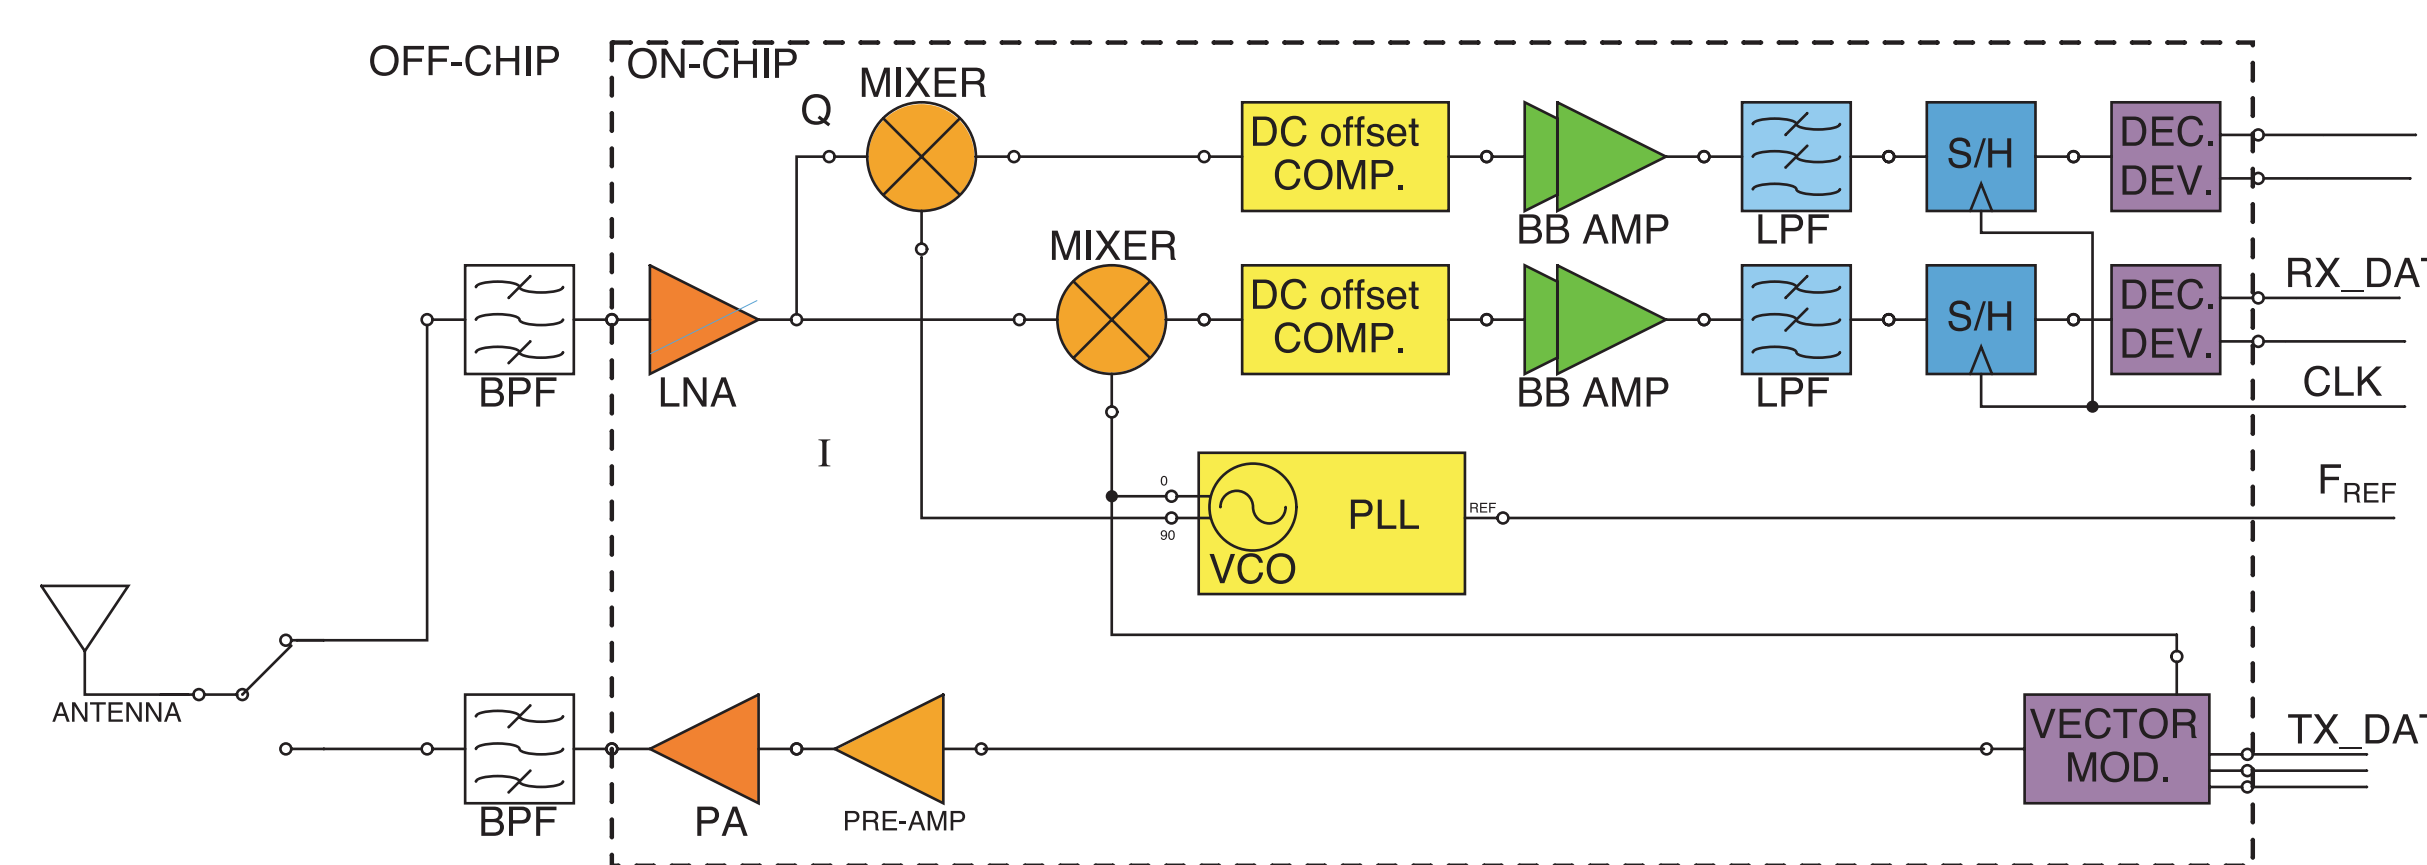 OFF-CHIP
ON-CHIP
MIXER
Q
DC offset
COMP.
BB AMP
LPF
S/H
DEC.
DEV.
MIXER
DC offset
COMP.
BB AMP
LPF
S/H
DEC.
DEV.
RX_DAT
BPF
LNA
CLK
I
0
90
VCO
PLL
REF
FREF
ANTENNA
BPF
PA
PRE-AMP
VECTOR
MOD.
TX_DAT